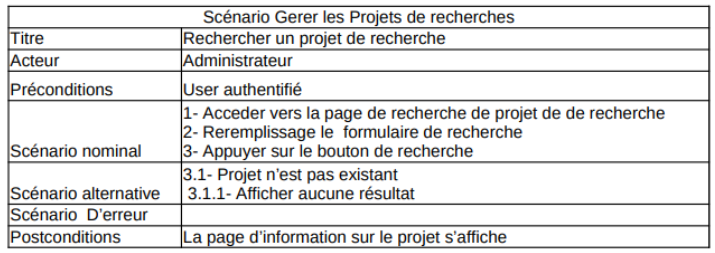 Scénario Gerer les Projets de recherches
Titre Rechercher un projet de recherche
Acteur Administrateur
Préconditions User authentifié
1- Acceder vers la page de recherche de projet de de recherche
2- Reremplissage le formulaire de recherche
Scénario nominal 3- Appuyer sur le bouton de recherche
3.1- Projet n’est pas existant
Scénario alternative 3.1.1- Afficher aucune résultat
Scénario D’erreur
Postconditions La page d’information sur le projet s’affiche